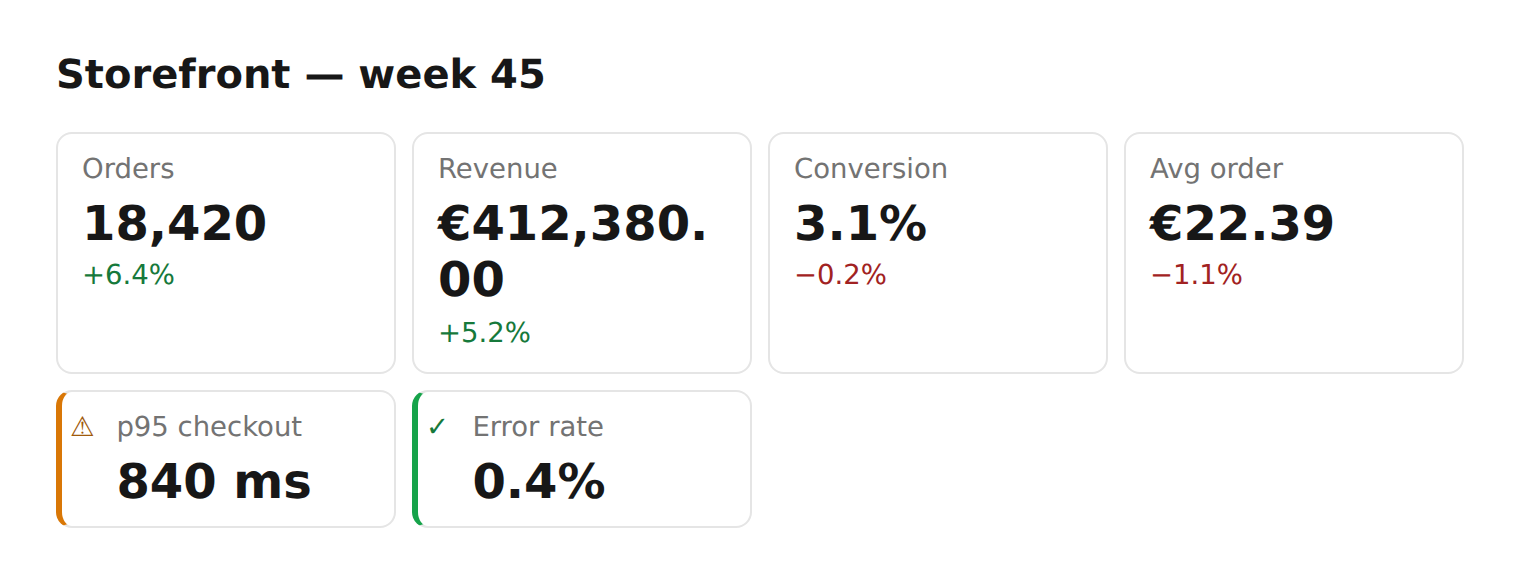 Storefront — week 45
Orders
18,420
+6.4%
Revenue
€412,380.
00
+5.2%
Conversion
3.1%
−0.2%
Avg order
€22.39
−1.1%
⚠ p95 checkout
840 ms
✓ Error rate
0.4%